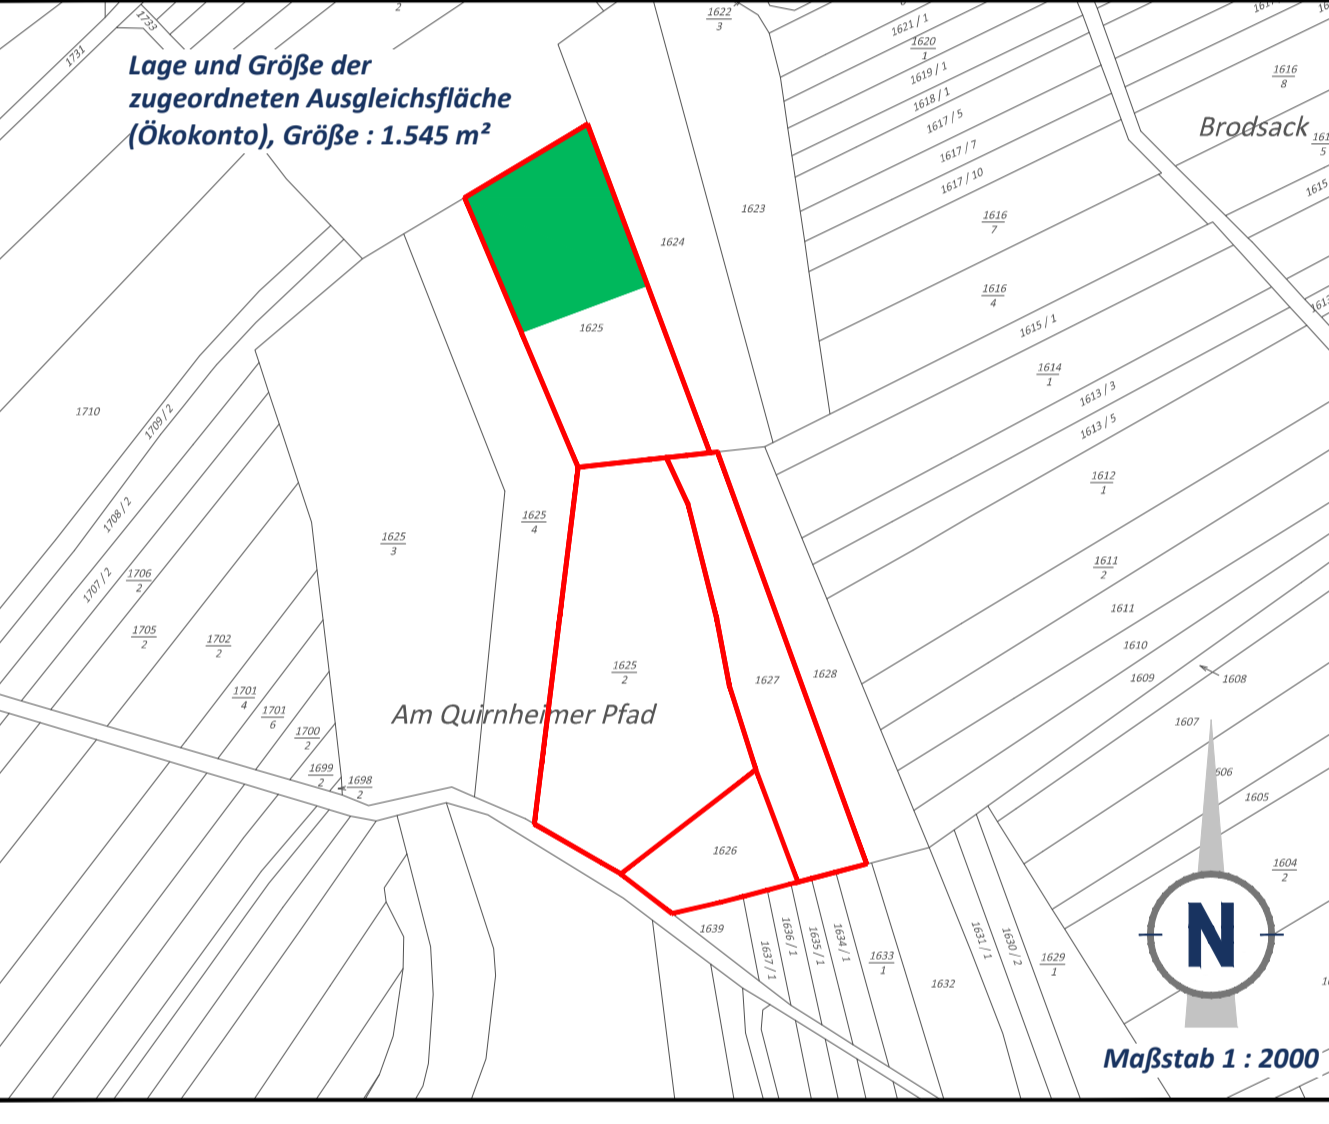 Lage und Größe der
zugeordneten Ausgleichsfläche
(Ökokonto), Größe : 1.545 m²
1733
1731
2
1622
3
1621 / 1
1620
1
1619 / 1
1618 / 1
1617 / 5
1617 / 7
1617 / 10
1616
8
Brodsack
1616
7
1616
4
1615 / 1
1614
1
1613 / 3
1613 / 5
1612
1
1611
2
1611
1610
1609
1608
1607
606
1605
1604
2
1623
1624
1625
1710
1709 / 2
1708 / 2
1707 / 2
1706
2
1705
2
1702
2
1701
4
1701
6
1700
2
1699
2
1698
2
1625
3
1625
4
1625
2
Am Quirnheimer Pfad
1627
1628
1626
1639
1637 / 1
1636 / 1
1635 / 1
1634 / 1
1633
1
1632
1631 / 1
1630 / 2
1629
1
N
Maßstab 1 : 2000